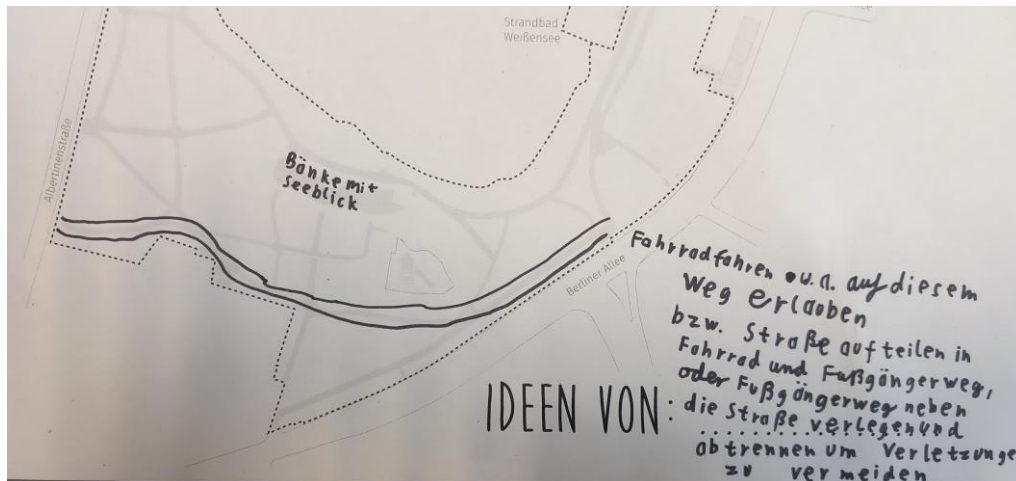 Strandbad
Weißensee
Albertinenstraße
Bänke mit
Seeblick
Berliner Allee
Fahrradfahren u.a. auf diesem
Weg erlauben
bzw. Straße aufteilen in
Fahrrad und Fußgängerweg,
oder Fußgängerweg neben
IDEEN VON: die Straße verlegen und
abtrennen um Verletzunge
zu vermeiden